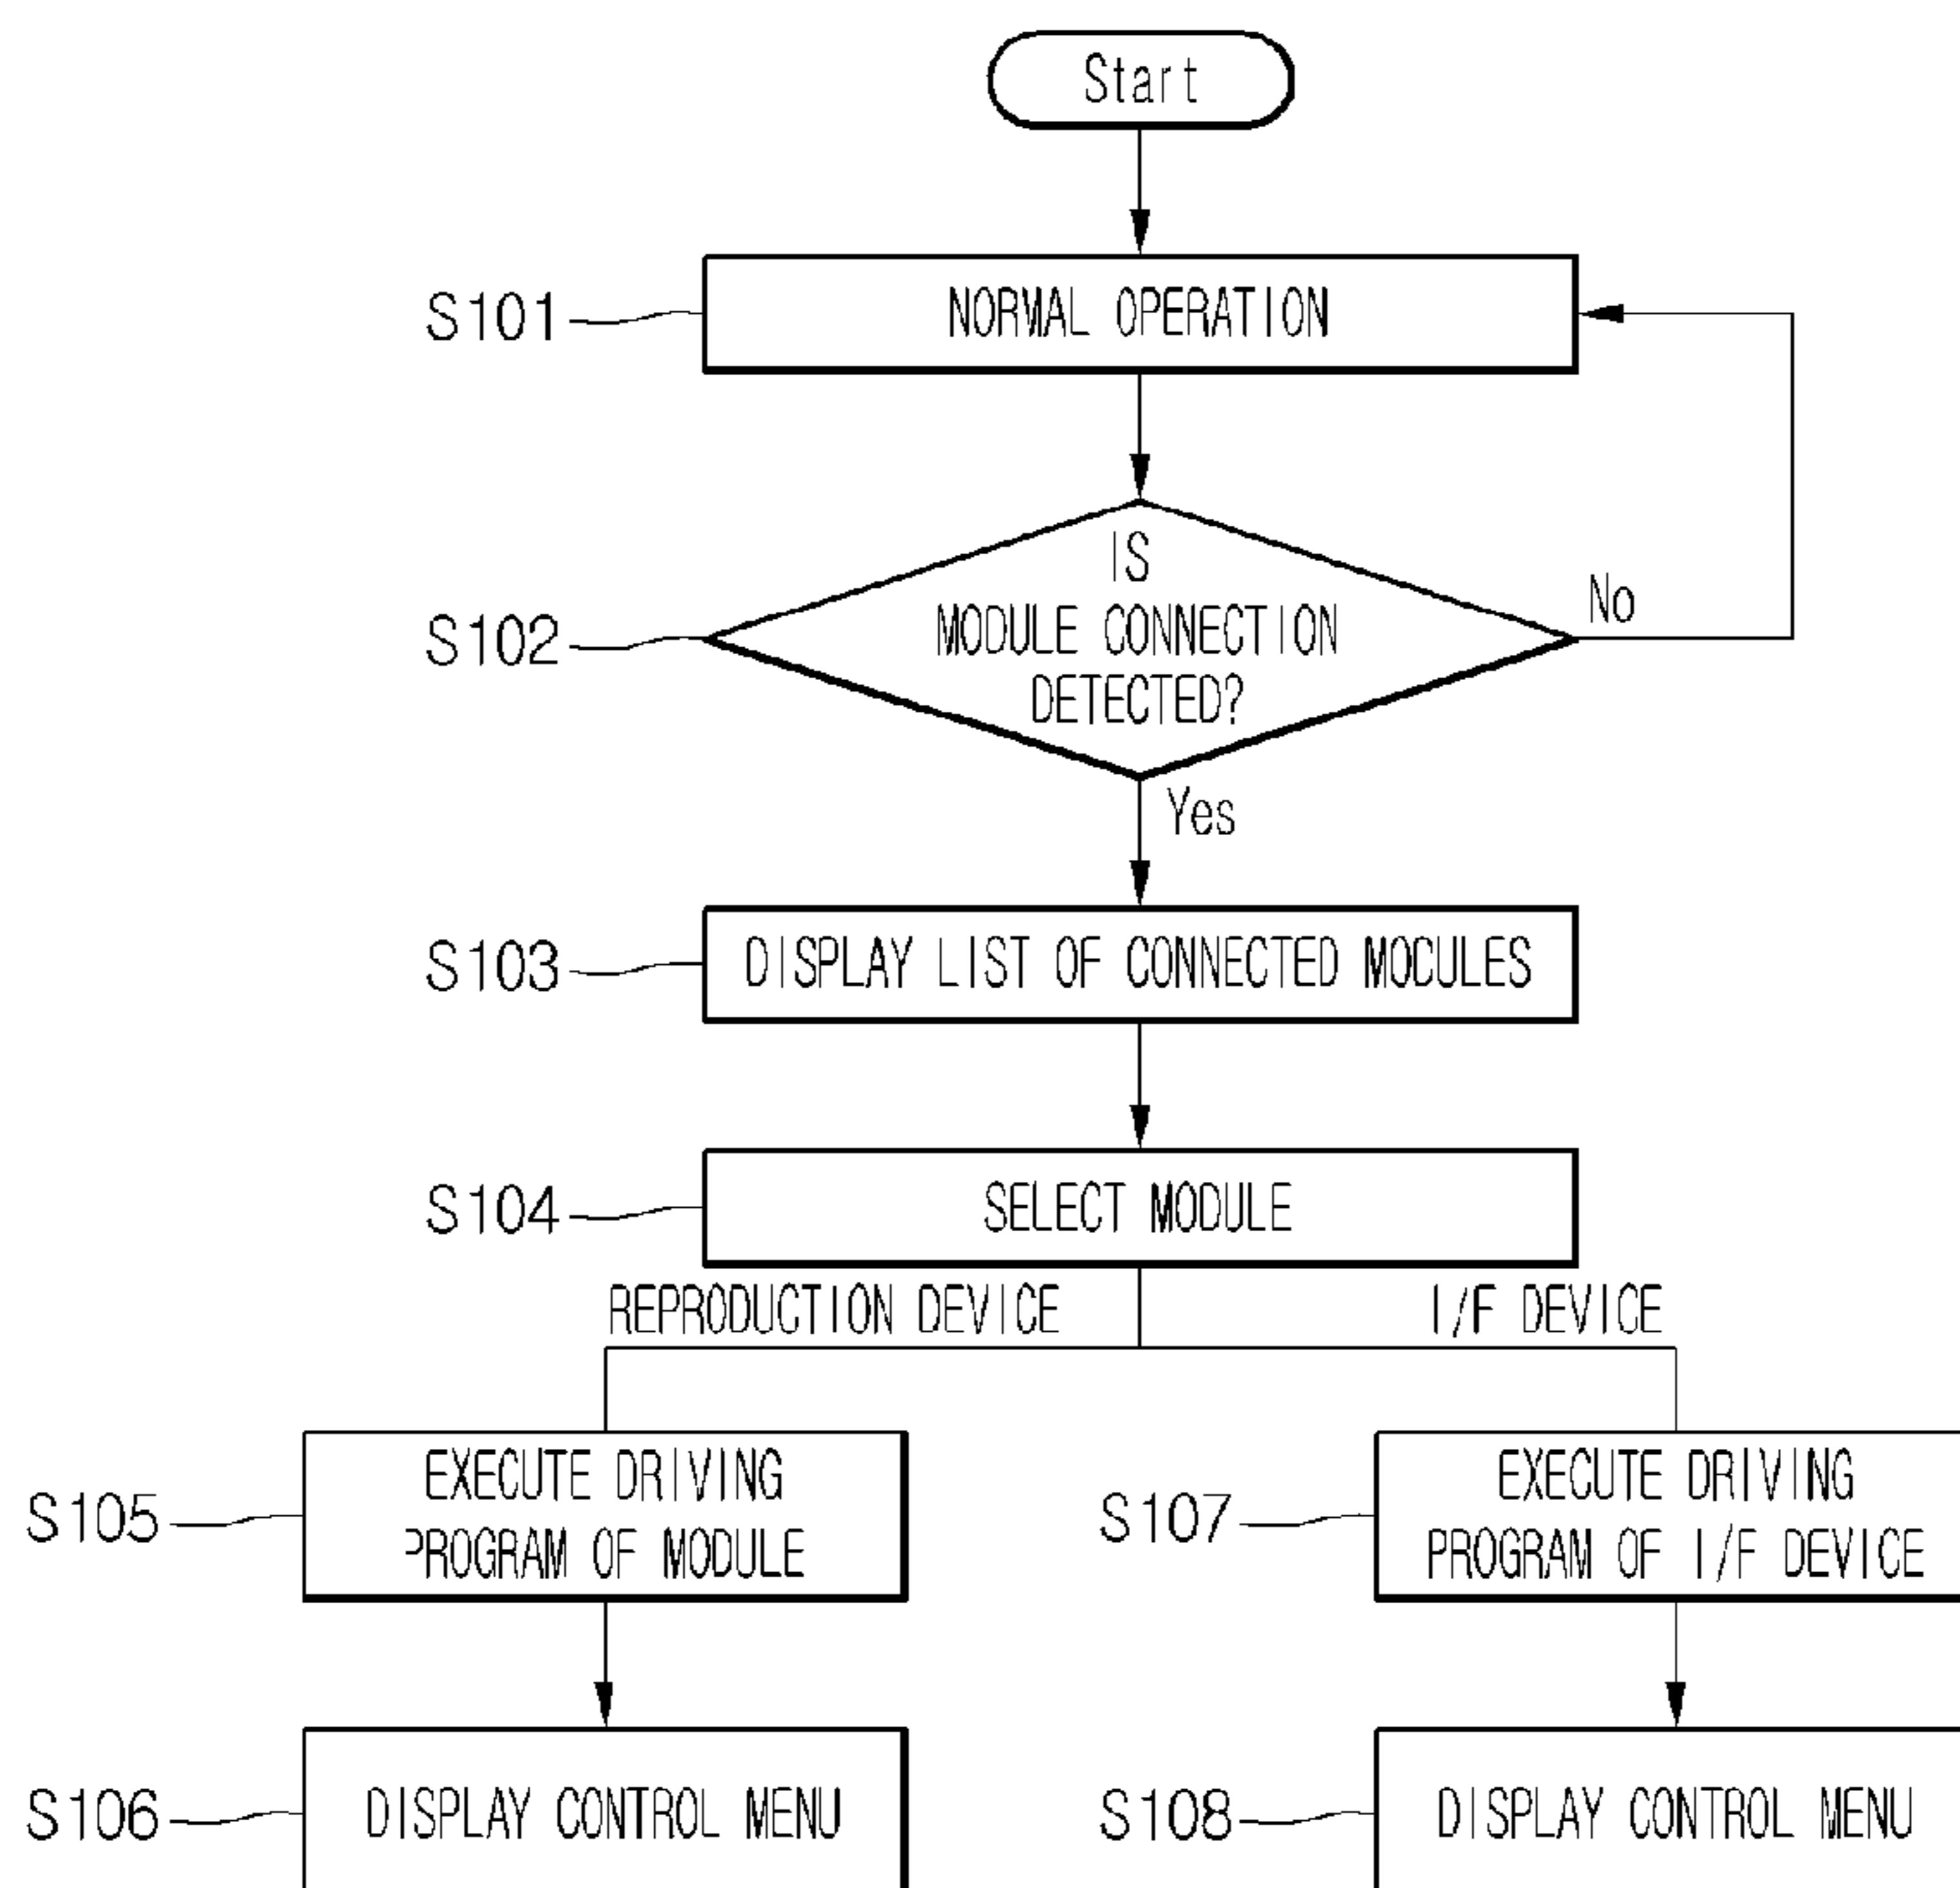 Start
S101
NORMAL OPERATION
S102
IS
MODULE CONNECTION
DETECTED?
No
Yes
S103
DISPLAY LIST OF CONNECTED MOCULES
S104
SELECT MODULE
REPRODUCTION DEVICE
I/F DEVICE
S105
EXECUTE DRIVING
PROGRAM OF MODULE
S107
EXECUTE DRIVING
PROGRAM OF I/F DEVICE
S106
DISPLAY CONTROL MENU
S108
DISPLAY CONTROL MENU